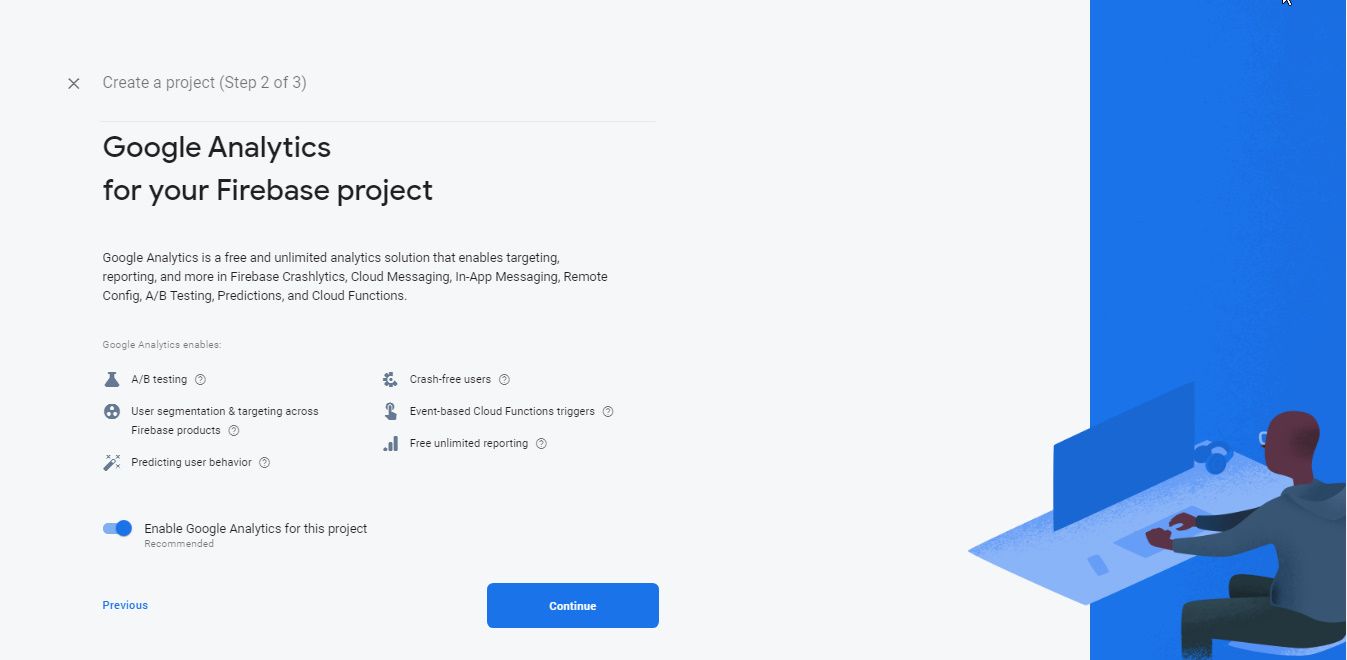 Create a project (Step 2 of 3)
Google Analytics
for your Firebase project
Google Analytics is a free and unlimited analytics solution that enables targeting,
reporting, and more in Firebase Crashlytics, Cloud Messaging, In-App Messaging, Remote
Config, A/B Testing, Predictions, and Cloud Functions.
Google Analytics enables:
A/B testing
User segmentation & targeting across
Firebase products
Predicting user behavior
Crash-free users
Event-based Cloud Functions triggers
Free unlimited reporting
Enable Google Analytics for this project
Recommended
Previous
Continue